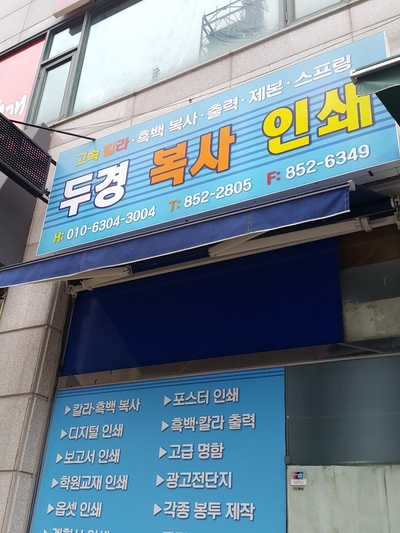 고속 칼라·흑백 복사·출력·제본·스프링
두경 복사 인쇄
H: 010-6304-3004 T: 852-2805 F: 852-6349
▶칼라·흑백 복사
▶디지털 인쇄
▶보고서 인쇄
▶학원교재 인쇄
▶옵셋 인쇄
▶포스터 인쇄
▶흑백·칼라 출력
▶고급 명함
▶광고전단지
▶각종 봉투 제작